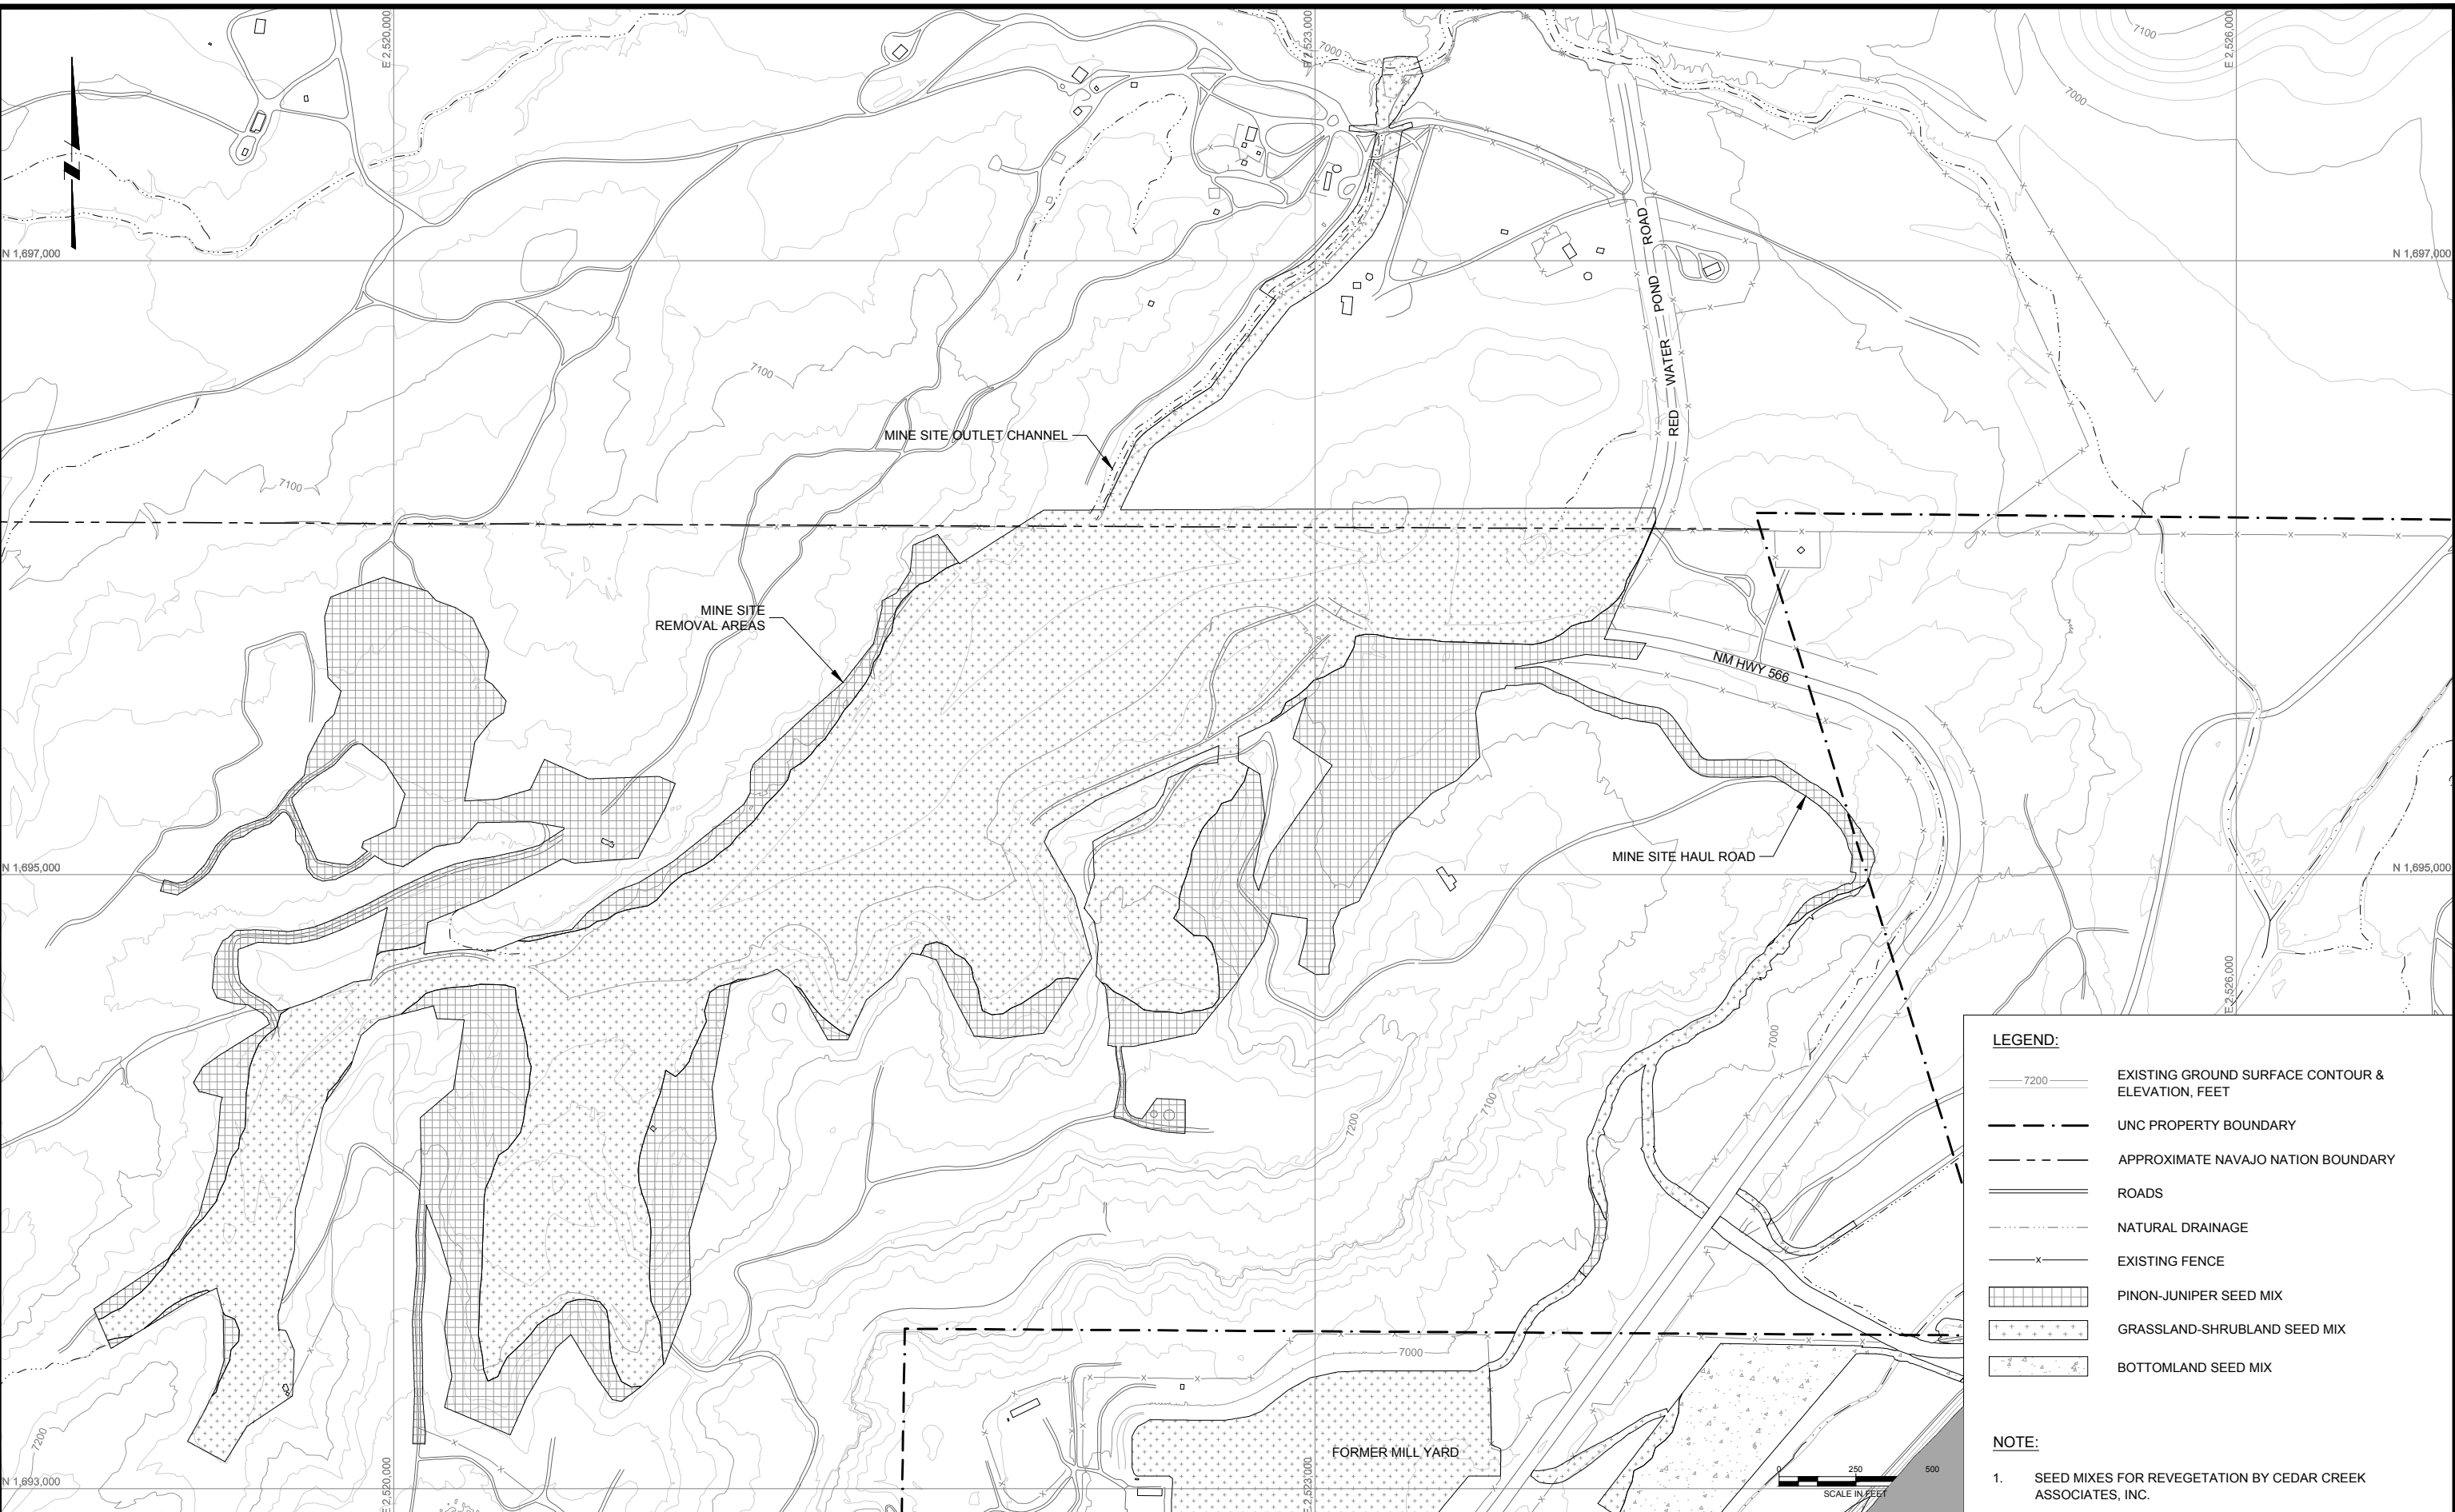 E 2,520,000
E 2,523,000
E 2,526,000
7000
7100
7000
N 1,697,000
N 1,697,000
RED WATER POND ROAD
7100
MINE SITE OUTLET CHANNEL
7100
MINE SITE
REMOVAL AREAS
NM HWY 566
MINE SITE HAUL ROAD
N 1,695,000
N 1,695,000
E 2,526,000
7000
7100
7200
LEGEND:
7200
EXISTING GROUND SURFACE CONTOUR &
ELEVATION, FEET
UNC PROPERTY BOUNDARY
APPROXIMATE NAVAJO NATION BOUNDARY
ROADS
NATURAL DRAINAGE
x
EXISTING FENCE
PINON-JUNIPER SEED MIX
GRASSLAND-SHRUBLAND SEED MIX
BOTTOMLAND SEED MIX
7000
7200
FORMER MILL YARD
N 1,693,000
E 2,520,000
E 2,523,000
0 250 500
SCALE IN FEET
NOTE:
1. SEED MIXES FOR REVEGETATION BY CEDAR CREEK
ASSOCIATES, INC.